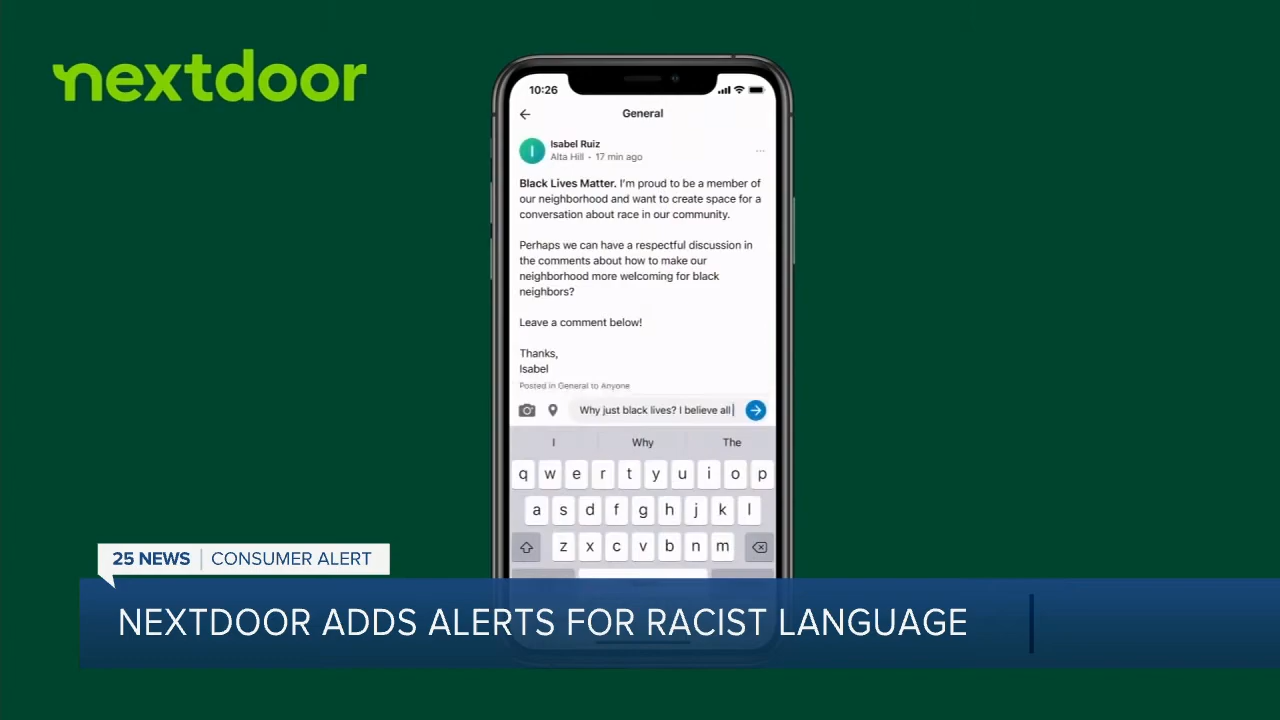 nextdoor
10:26
General
Isabel Ruiz
Alta Hill • 17 min ago
Black Lives Matter. I'm proud to be a member of
our neighborhood and want to create space for a
conversation about race in our community.
Perhaps we can have a respectful discussion in
the comments about how to make our
neighborhood more welcoming for black
neighbors?
Leave a comment below!
Thanks,
Isabel
Posted in General to Anyone
Why just black lives? I believe all
I Why The
q w e r t y u i o p
a s d f g h j k l
z x c v b n m
25 NEWS | CONSUMER ALERT
NEXTDOOR ADDS ALERTS FOR RACIST LANGUAGE